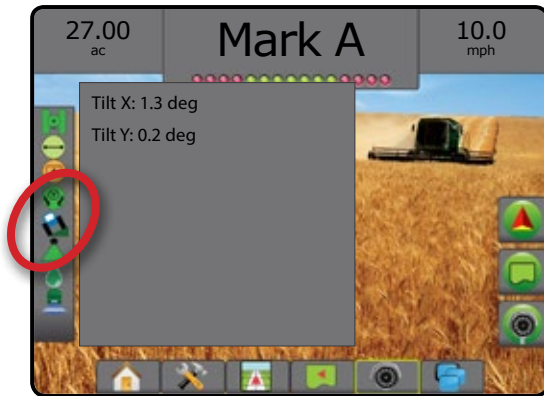 27.00
ac
Mark A
10.0
mph
Tilt X: 1.3 deg
Tilt Y: 0.2 deg